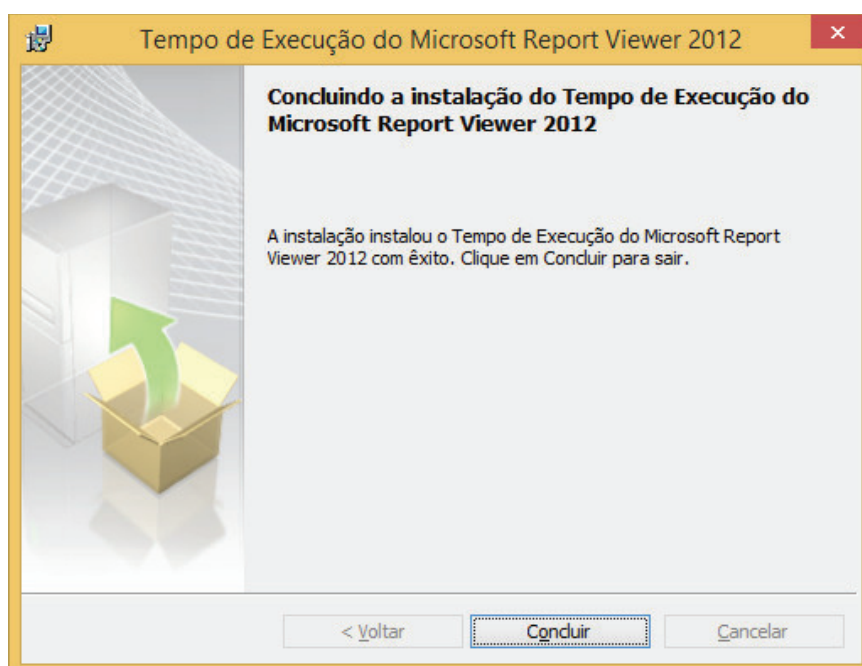 Tempo de Execução do Microsoft Report Viewer 2012
Concluindo a instalação do Tempo de Execução do
Microsoft Report Viewer 2012
A instalação instalou o Tempo de Execução do Microsoft Report
Viewer 2012 com êxito. Clique em Concluir para sair.
< Voltar
Concluir
Cancelar